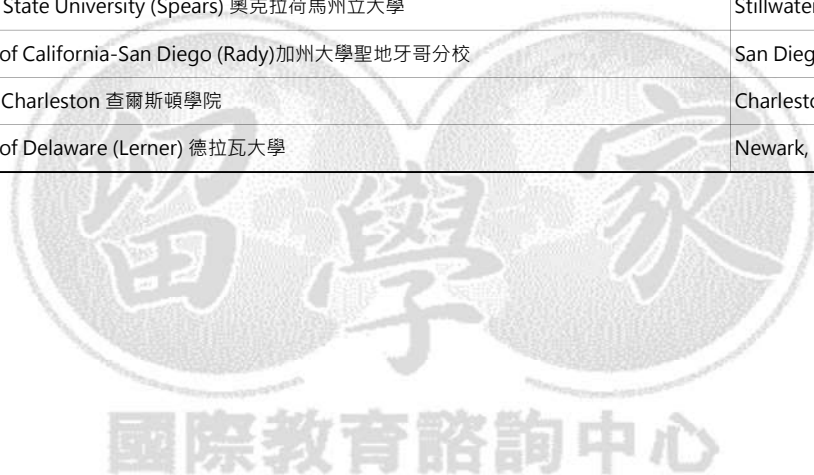 State University (Spears) 奧克拉荷馬州立大學 Stillwater
of California-San Diego (Rady)加州大學聖地牙哥分校 San Dieg
Charleston 查爾斯頓學院 Charlesto
of Delaware (Lerner) 德拉瓦大學 Newark,
留學家
國際教育諮詢中心